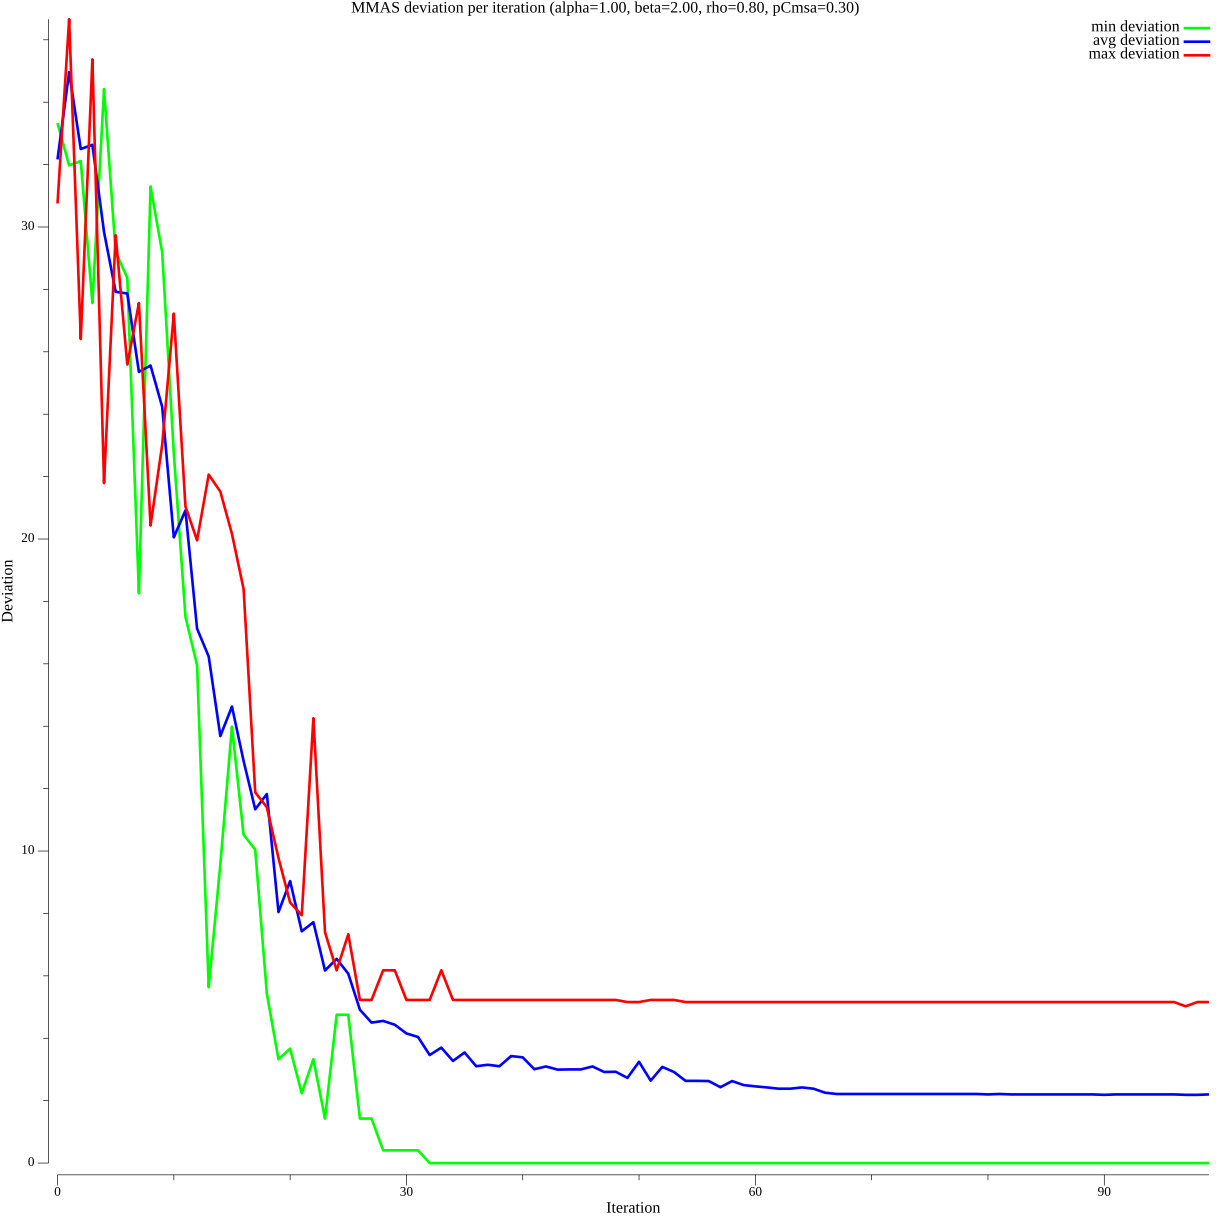 MMAS deviation per iteration (alpha=1.00, beta=2.00, rho=0.80, pCmsa=0.30)
min deviation
avg deviation
max deviation
30
20
10
0
Deviation
0 30 60 90
Iteration